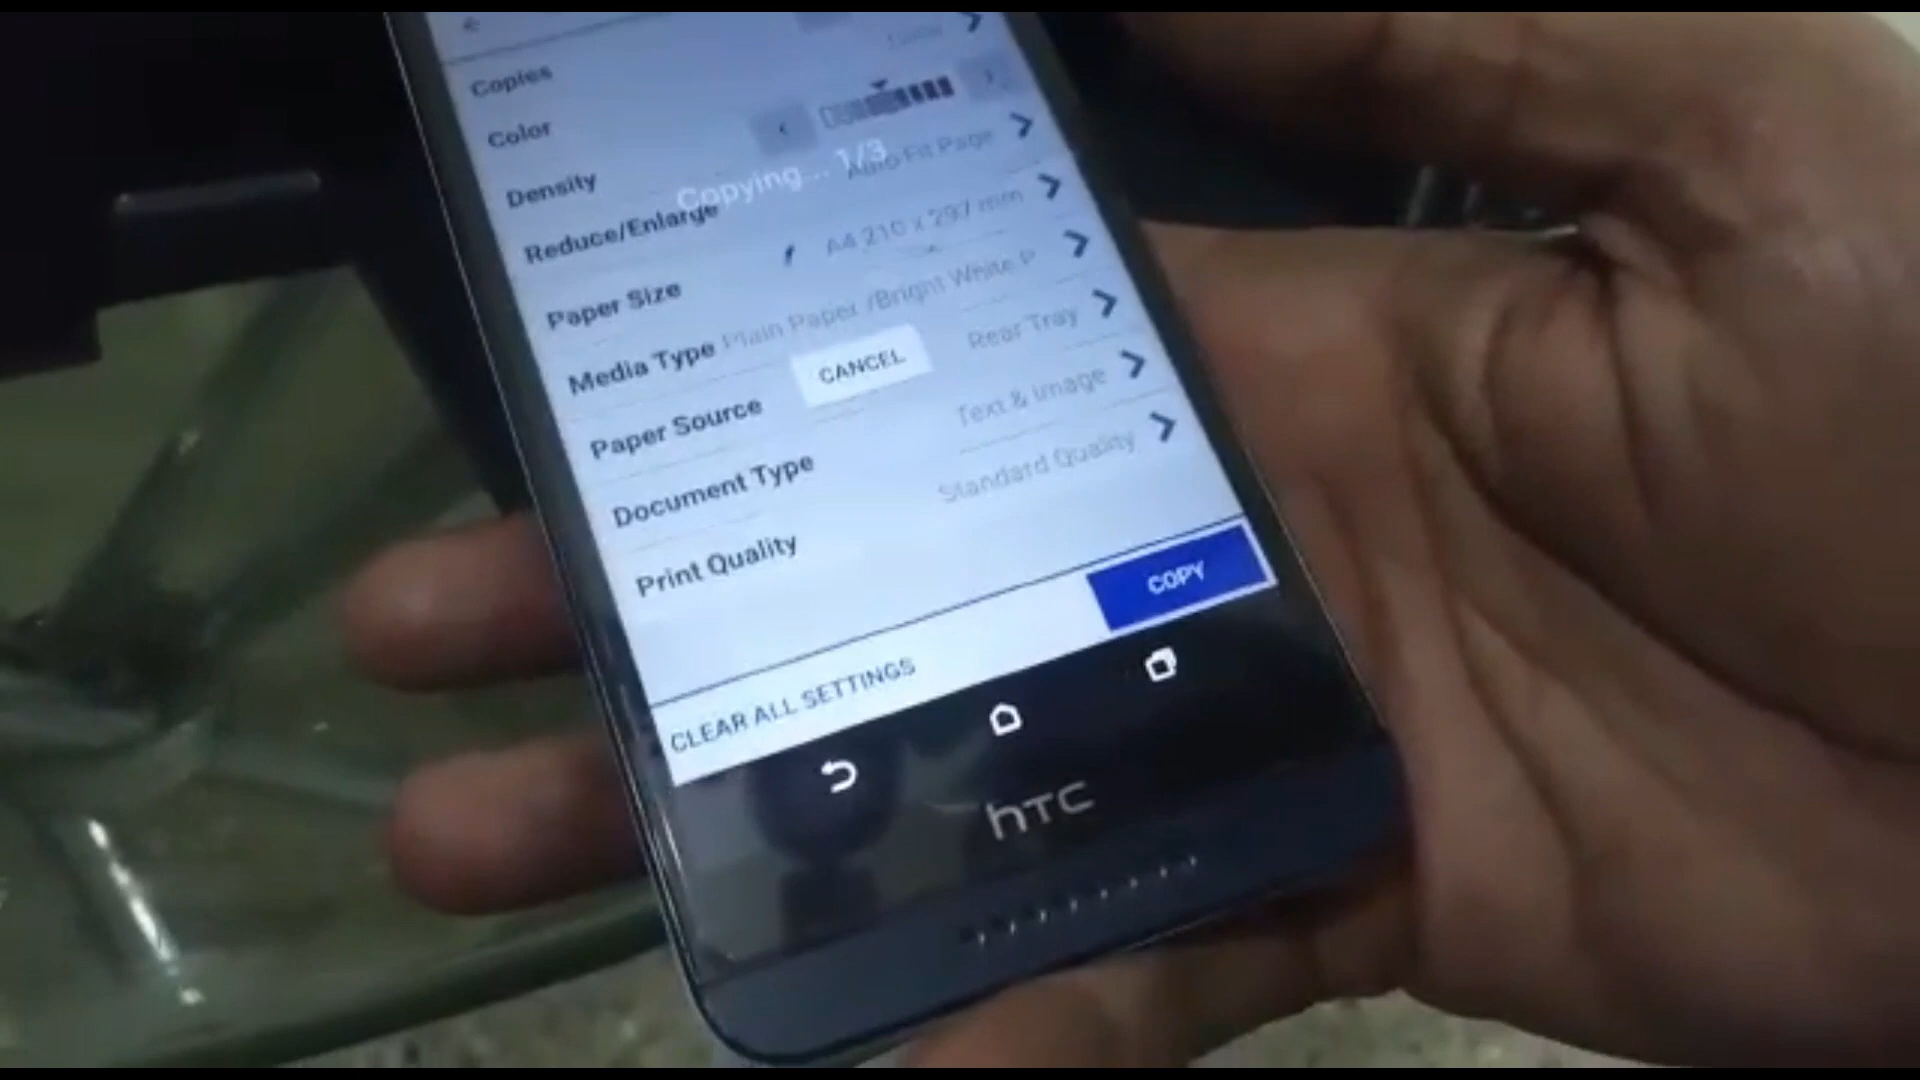 Copies
Color
Density
Copying... 1/3
Reduce/Enlarge Auto Fit Page
Paper Size A4 210 x 297 mm
Media Type Plain Paper /Bright White P
CANCEL
Paper Source Rear Tray
Document Type Text & Image
Print Quality Standard Quality
COPY
CLEAR ALL SETTINGS
hTC